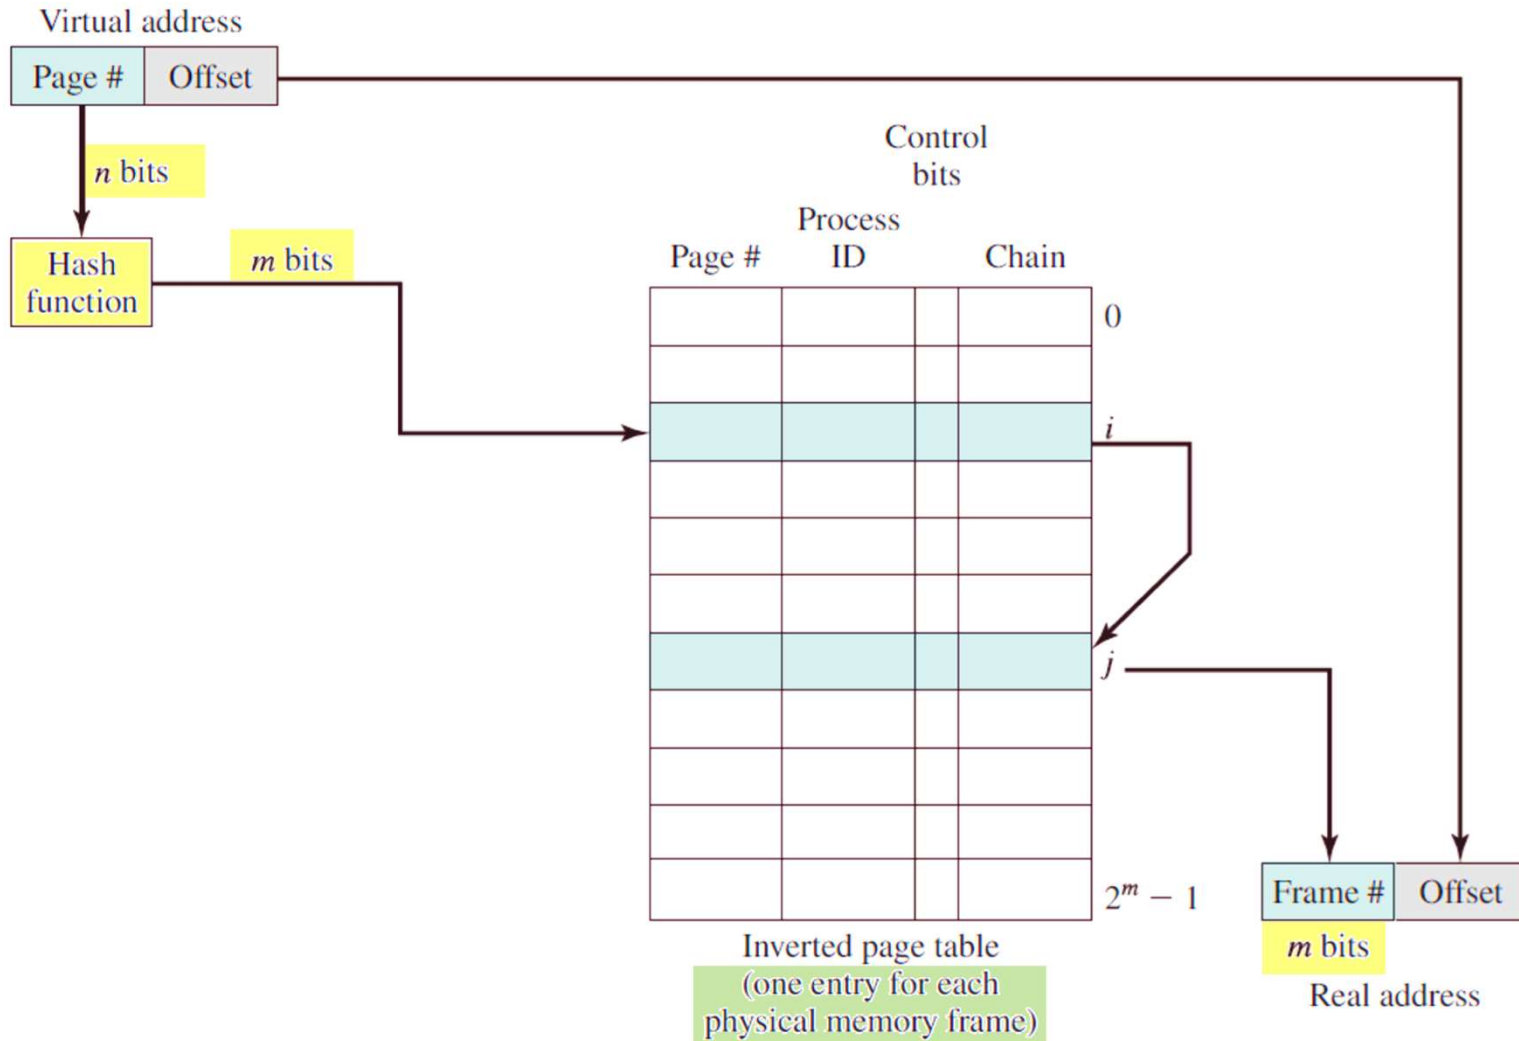 Virtual address
Page #
Offset
n bits
Hash
function
m bits
Control
bits
Process
Page #
ID
Chain
0
i
j
2^m − 1
Frame #
Offset
m bits
Real address
Inverted page table
(one entry for each
physical memory frame)